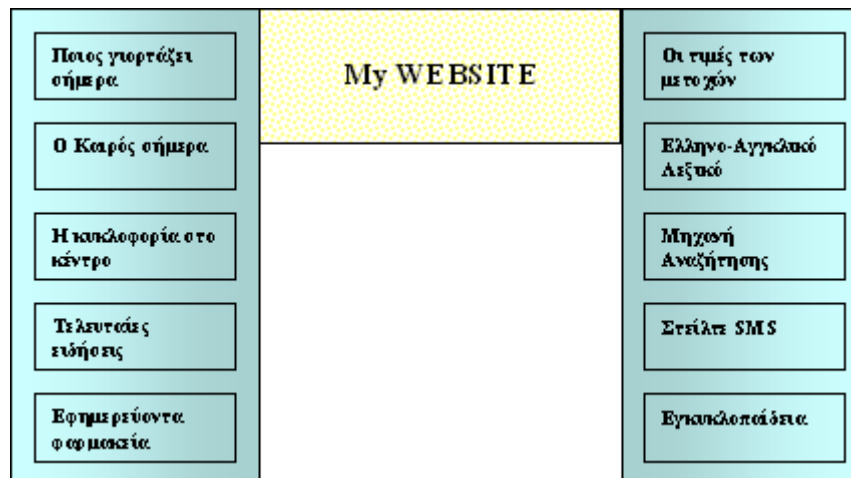 Ποιος γιορτάζει
σήμερα
Ο Καιρός σήμερα
Η κυκλοφορία στο
κέντρο
Τελευταίες
ειδήσεις
Εφημερεύοντα
φαρμακεία
My WEBSITE
Οι τιμές των
μετοχών
Ελληνο-Αγγκλικό
Λεξικό
Μηχανή
Αναζήτησης
Στείλτε SMS
Εγκυκλοπαίδεια